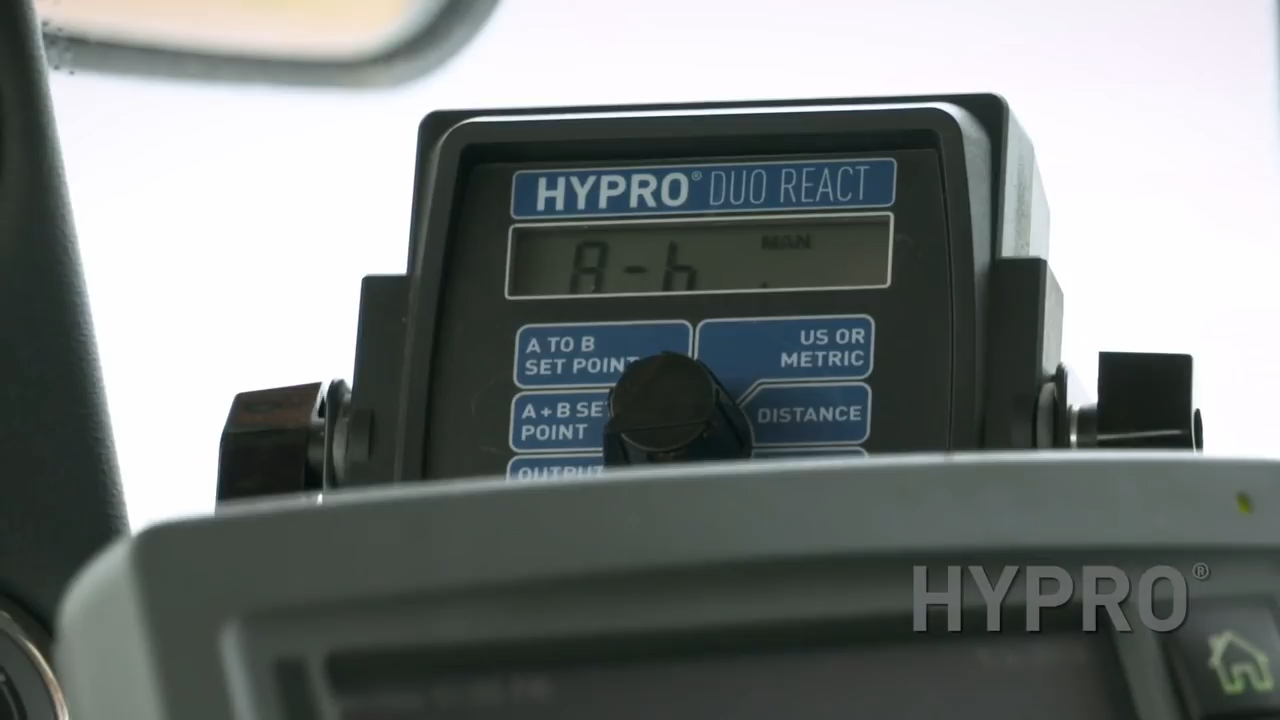 HYPRO® DUO REACT
MAN
A-b
A TO B
SET POINT
US OR
METRIC
A+B SET
POINT
DISTANCE
OUTPUT
HYPRO®